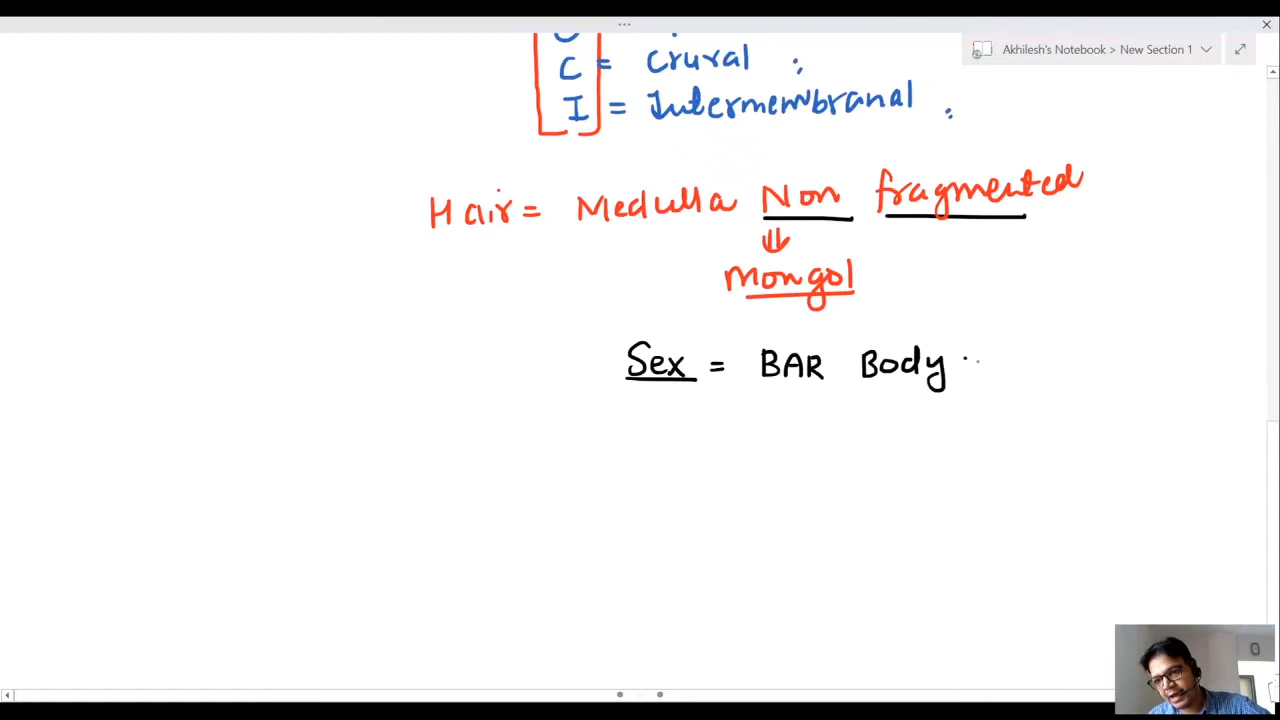 Akhilesh's Notebook > New Section 1
C = Crural ;
I = Intermembranal ;
Hair = Medulla Non fragmented
⇓
Mongol
Sex = BAR Body